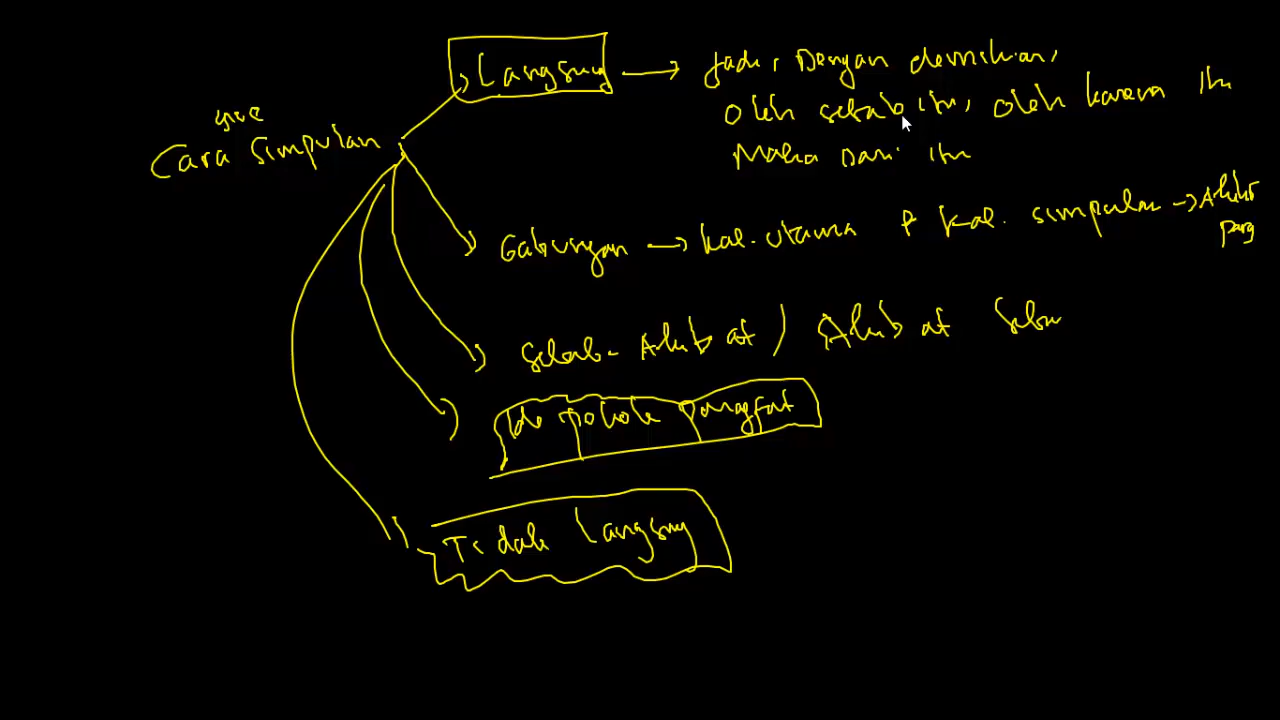 Langsung → Jadi, Dengan demikian,
Oleh sebab itu, Oleh karena itu
Maka Dari itu
Cara Simpulan
Gabungan → kal. utama & kal. simpulan → Akhir
parg
Sebab - Akibat / Akibat Sebab
Ide pokok paragraf
Tidak Langsung